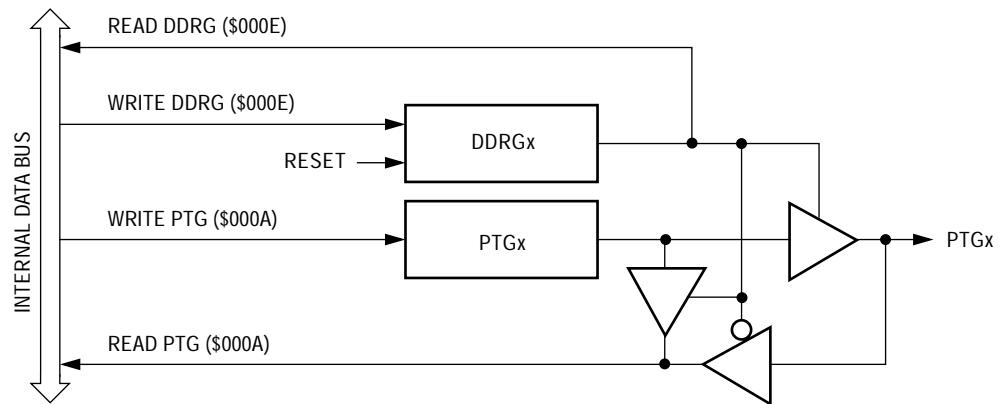 READ DDRG ($000E)
WRITE DDRG ($000E)
DDRGx
RESET
WRITE PTG ($000A)
PTGx
PTGx
READ PTG ($000A)
INTERNAL DATA BUS